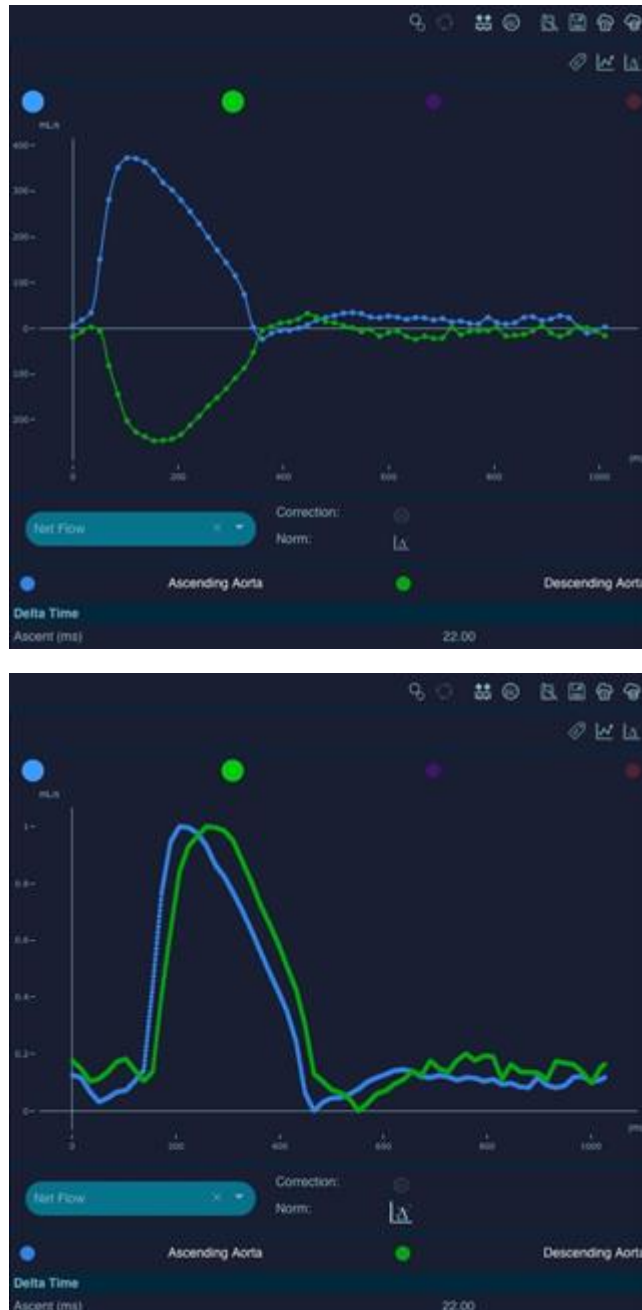 mL/s
400
300
200
100
0
100
200
0 200 400 600 800 1000
Net Flow
Correction:
Norm:
Ascending Aorta Descending Aorta
Delta Time
Ascent (ms) 22.00
mL/s
1
0.8
0.6
0.4
0.2
0
0 200 400 600 800 1000
Net Flow
Correction:
Norm:
Ascending Aorta Descending Aorta
Delta Time
Ascent (ms) 22.00